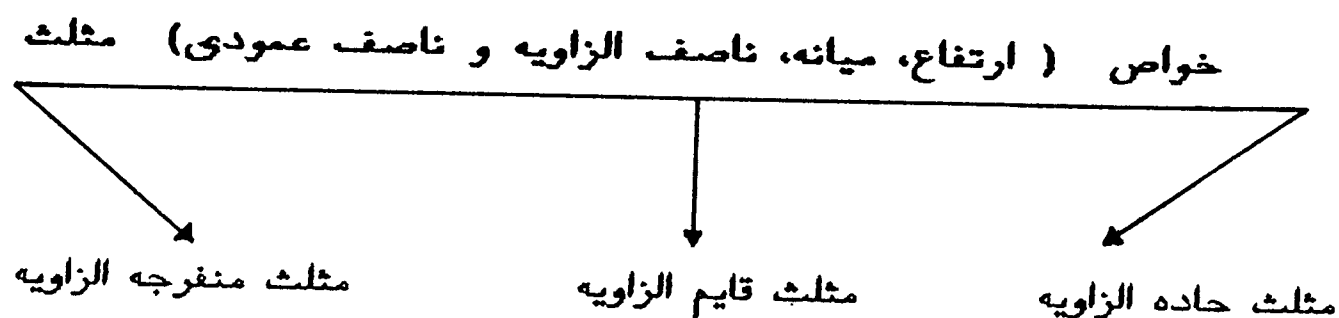 خواص ( ارتفاع، میانه، ناصف الزاویه و ناصف عمودی) مثلث
مثلث حاده الزاویه
مثلث قایم الزاویه
مثلث منفرجه الزاویه